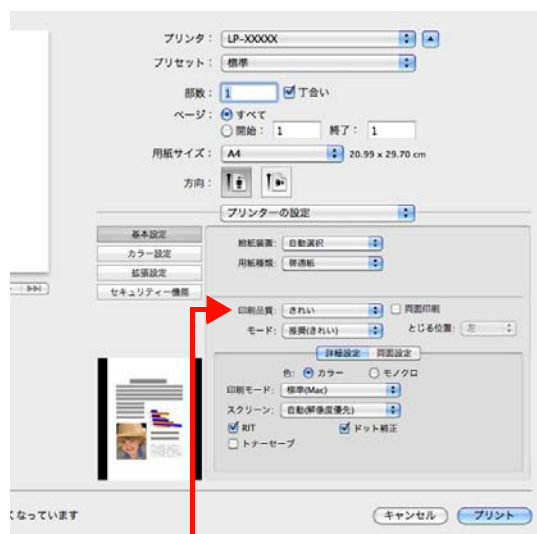 プリンタ： LP-XXXXX
プリセット： 標準
部数： 1 丁合い
ページ： すべて
開始： 1 終了： 1
用紙サイズ： A4 20.99 x 29.70 cm
方向：
プリンターの設定
基本設定
カラー設定
拡張設定
セキュリティー機能
給紙装置： 自動選択
用紙種類： 普通紙
印刷品質： きれい 両面印刷
モード： 推奨(きれい) とじる位置： 左
詳細設定 両面設定
色： カラー モノクロ
印刷モード： 標準(Mac)
スクリーン： 自動(解像度優先)
RIT ドット補正
トナーセーブ
くなっています
キャンセル プリント